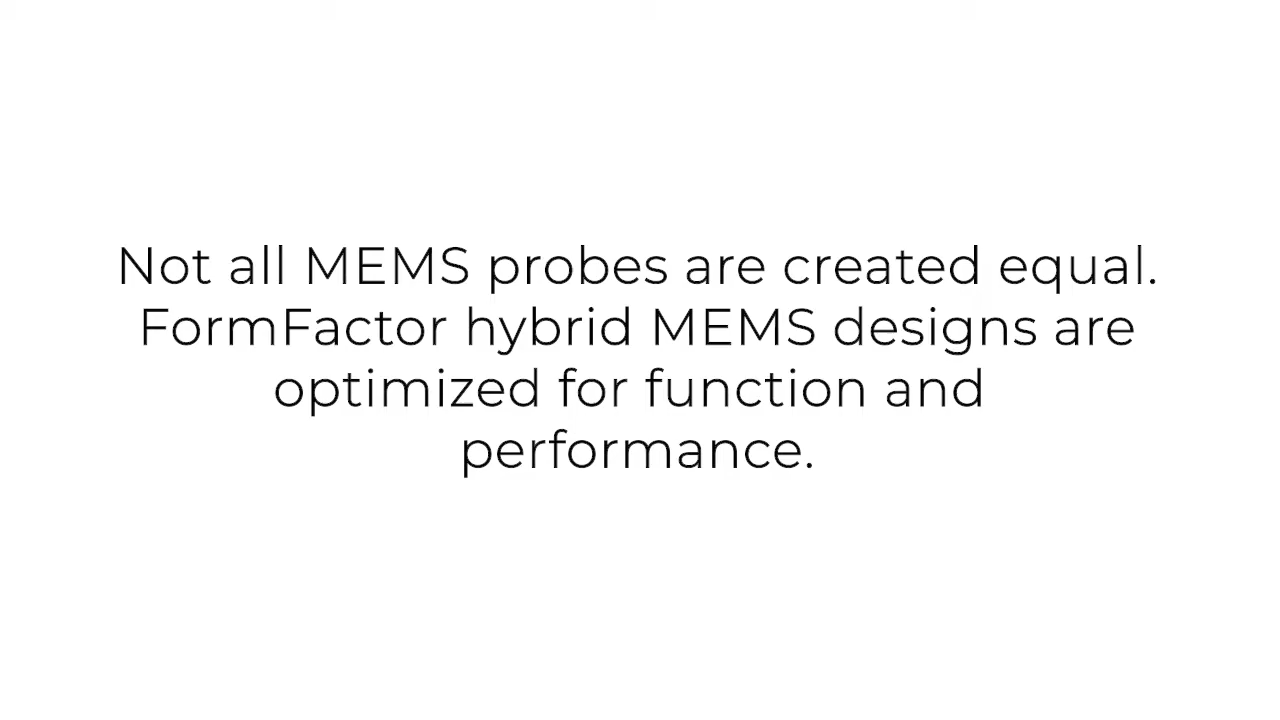 Not all MEMS probes are created equal.
FormFactor hybrid MEMS designs are
optimized for function and
performance.